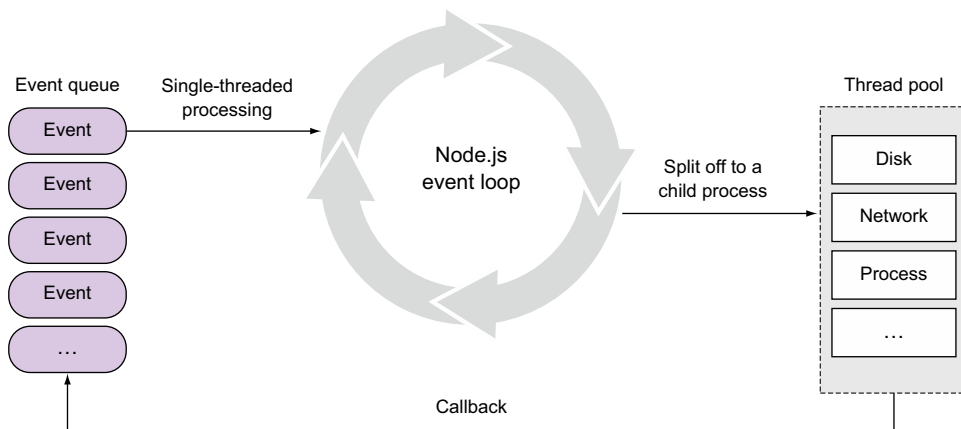 Event queue
Event
Event
Event
Event
…
Single-threaded
processing
Node.js
event loop
Split off to a
child process
Thread pool
Disk
Network
Process
…
Callback